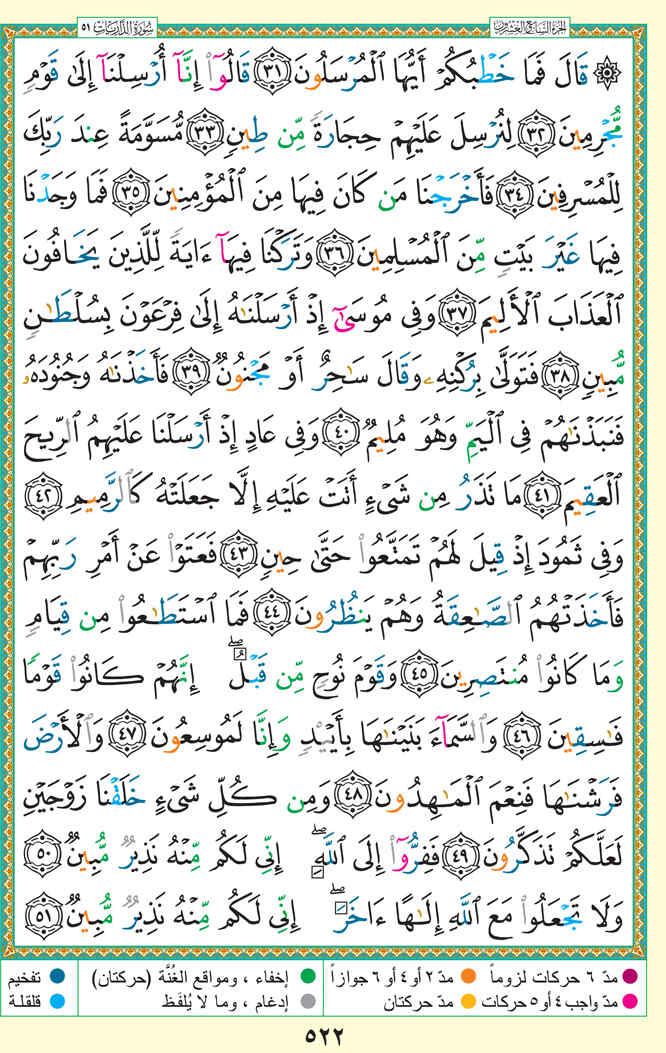 الجزء السابع والعشرون
سورة الذاريات ٥١
۞ قَالَ فَمَا خَطْبُكُمْ أَيُّهَا ٱلْمُرْسَلُونَ ٣١ قَالُوٓا۟ إِنَّآ أُرْسِلْنَآ إِلَىٰ قَوْمٍ
مُّجْرِمِينَ ٣٢ لِنُرْسِلَ عَلَيْهِمْ حِجَارَةً مِّن طِينٍ ٣٣ مُّسَوَّمَةً عِندَ رَبِّكَ
لِلْمُسْرِفِينَ ٣٤ فَأَخْرَجْنَا مَن كَانَ فِيهَا مِنَ ٱلْمُؤْمِنِينَ ٣٥ فَمَا وَجَدْنَا
فِيهَا غَيْرَ بَيْتٍ مِّنَ ٱلْمُسْلِمِينَ ٣٦ وَتَرَكْنَا فِيهَآ ءَايَةً لِّلَّذِينَ يَخَافُونَ
ٱلْعَذَابَ ٱلْأَلِيمَ ٣٧ وَفِى مُوسَىٰٓ إِذْ أَرْسَلْنَٰهُ إِلَىٰ فِرْعَوْنَ بِسُلْطَٰنٍ
مُّبِينٍ ٣٨ فَتَوَلَّىٰ بِرُكْنِهِۦ وَقَالَ سَٰحِرٌ أَوْ مَجْنُونٌ ٣٩ فَأَخَذْنَٰهُ وَجُنُودَهُۥ
فَنَبَذْنَٰهُمْ فِى ٱلْيَمِّ وَهُوَ مُلِيمٌ ٤٠ وَفِى عَادٍ إِذْ أَرْسَلْنَا عَلَيْهِمُ ٱلرِّيحَ
ٱلْعَقِيمَ ٤١ مَا تَذَرُ مِن شَىْءٍ أَتَتْ عَلَيْهِ إِلَّا جَعَلَتْهُ كَٱلرَّمِيمِ ٤٢
وَفِى ثَمُودَ إِذْ قِيلَ لَهُمْ تَمَتَّعُوا۟ حَتَّىٰ حِينٍ ٤٣ فَعَتَوْا۟ عَنْ أَمْرِ رَبِّهِمْ
فَأَخَذَتْهُمُ ٱلصَّٰعِقَةُ وَهُمْ يَنظُرُونَ ٤٤ فَمَا ٱسْتَطَٰعُوا۟ مِن قِيَامٍ
وَمَا كَانُوا۟ مُنتَصِرِينَ ٤٥ وَقَوْمَ نُوحٍ مِّن قَبْلُ ۖ إِنَّهُمْ كَانُوا۟ قَوْمًا
فَٰسِقِينَ ٤٦ وَٱلسَّمَآءَ بَنَيْنَٰهَا بِأَيْي۟دٍ وَإِنَّا لَمُوسِعُونَ ٤٧ وَٱلْأَرْضَ
فَرَشْنَٰهَا فَنِعْمَ ٱلْمَٰهِدُونَ ٤٨ وَمِن كُلِّ شَىْءٍ خَلَقْنَا زَوْجَيْنِ
لَعَلَّكُمْ تَذَكَّرُونَ ٤٩ فَفِرُّوٓا۟ إِلَى ٱللَّهِ ۖ إِنِّى لَكُم مِّنْهُ نَذِيرٌ مُّبِينٌ ٥٠
وَلَا تَجْعَلُوا۟ مَعَ ٱللَّهِ إِلَٰهًا ءَاخَرَ ۖ إِنِّى لَكُم مِّنْهُ نَذِيرٌ مُّبِينٌ ٥١
مدّ ٦ حركات لزوماً مدّ ٢ أو ٤ أو ٦ جوازاً إخفاء ، ومواقع الغُنَّة (حركتان) تفخيم
مدّ واجب ٤ أو ٥ حركات مدّ حركتان إدغام ، وما لا يُلفَظ قلقلة
٥٢٢